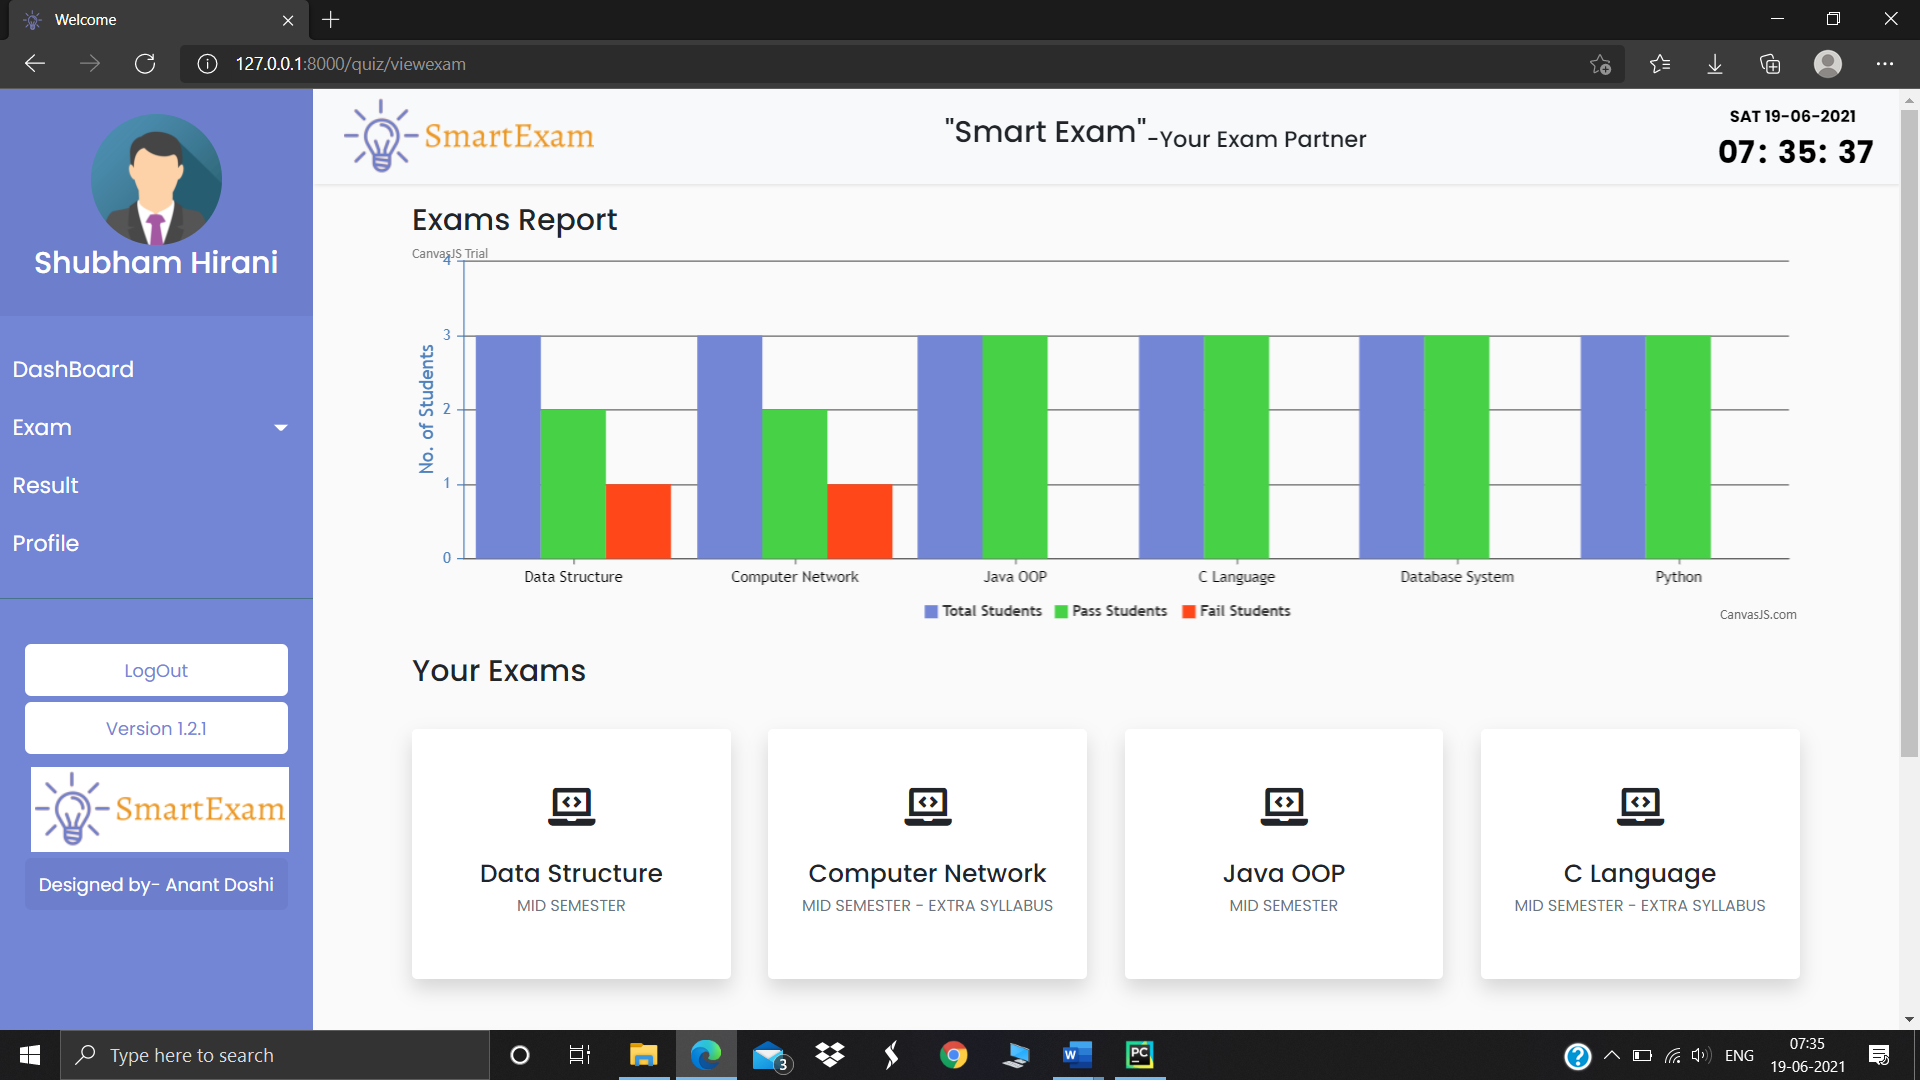 Welcome
127.0.0.1:8000/quiz/viewexam
Shubham Hirani
DashBoard
Exam
Result
Profile
LogOut
Version 1.2.1
SmartExam
Designed by- Anant Doshi
SmartExam
"Smart Exam" -Your Exam Partner
SAT 19-06-2021
07: 35: 37
Exams Report
CanvasJS Trial
No. of Students
4
3
2
1
0
Data Structure Computer Network Java OOP C Language Database System Python
Total Students Pass Students Fail Students
CanvasJS.com
Your Exams
Data Structure
MID SEMESTER
Computer Network
MID SEMESTER - EXTRA SYLLABUS
Java OOP
MID SEMESTER
C Language
MID SEMESTER - EXTRA SYLLABUS
Type here to search
3
W
PC
?
ENG
07:35
19-06-2021